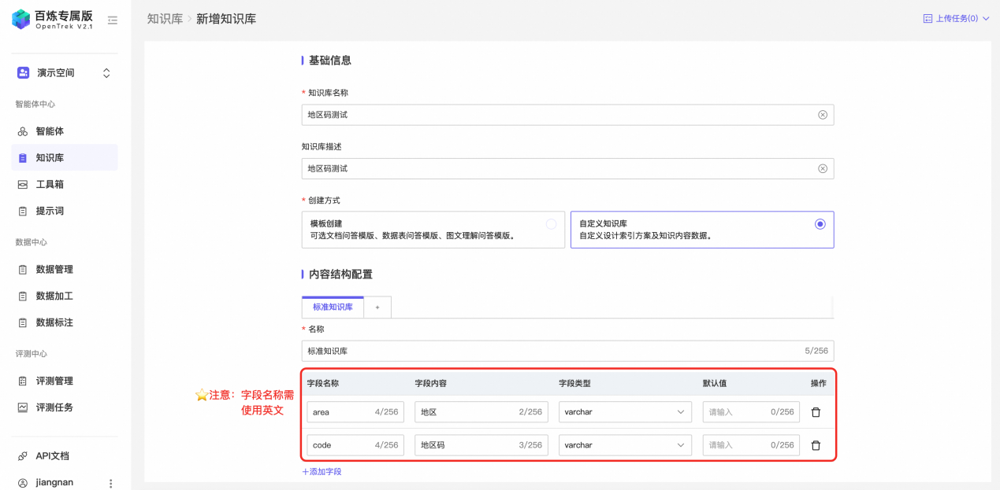 百炼专属版
OpenTrek V2.1
演示空间
智能体中心
智能体
知识库
工具箱
提示词
数据中心
数据管理
数据加工
数据标注
评测中心
评测管理
评测任务
API文档
jiangnan
知识库 > 新增知识库
上传任务(0)
基础信息
* 知识库名称
地区码测试
知识库描述
地区码测试
* 创建方式
模板创建
可选文档问答模版、数据表问答模版、图文理解问答模版。
自定义知识库
自定义设计索引方案及知识内容数据。
内容结构配置
标准知识库 +
* 名称
标准知识库 5/256
⭐注意：字段名称需
使用英文
字段名称 字段内容 字段类型 默认值 操作
area 4/256 地区 2/256 varchar 请输入 0/256
code 4/256 地区码 3/256 varchar 请输入 0/256
+添加字段